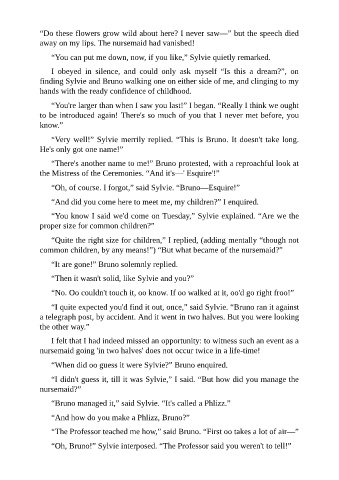 “Do these flowers grow wild about here? I never saw—” but the speech died
away on my lips. The nursemaid had vanished!
“You can put me down, now, if you like,” Sylvie quietly remarked.
I obeyed in silence, and could only ask myself “Is this a dream?”, on
finding Sylvie and Bruno walking one on either side of me, and clinging to my
hands with the ready confidence of childhood.
“You're larger than when I saw you last!” I began. “Really I think we ought
to be introduced again! There's so much of you that I never met before, you
know.”
“Very well!” Sylvie merrily replied. “This is Bruno. It doesn't take long.
He's only got one name!”
“There's another name to me!” Bruno protested, with a reproachful look at
the Mistress of the Ceremonies. “And it's—' Esquire'!”
“Oh, of course. I forgot,” said Sylvie. “Bruno—Esquire!”
“And did you come here to meet me, my children?” I enquired.
“You know I said we'd come on Tuesday,” Sylvie explained. “Are we the
proper size for common children?”
“Quite the right size for children,” I replied, (adding mentally “though not
common children, by any means!”) “But what became of the nursemaid?”
“It are gone!” Bruno solemnly replied.
“Then it wasn't solid, like Sylvie and you?”
“No. Oo couldn't touch it, oo know. If oo walked at it, oo'd go right froo!”
“I quite expected you'd find it out, once,” said Sylvie. “Bruno ran it against
a telegraph post, by accident. And it went in two halves. But you were looking
the other way.”
I felt that I had indeed missed an opportunity: to witness such an event as a
nursemaid going 'in two halves' does not occur twice in a life-time!
“When did oo guess it were Sylvie?” Bruno enquired.
“I didn't guess it, till it was Sylvie,” I said. “But how did you manage the
nursemaid?”
“Bruno managed it,” said Sylvie. “It's called a Phlizz.”
“And how do you make a Phlizz, Bruno?”
“The Professor teached me how,” said Bruno. “First oo takes a lot of air—”
“Oh, Bruno!” Sylvie interposed. “The Professor said you weren't to tell!”